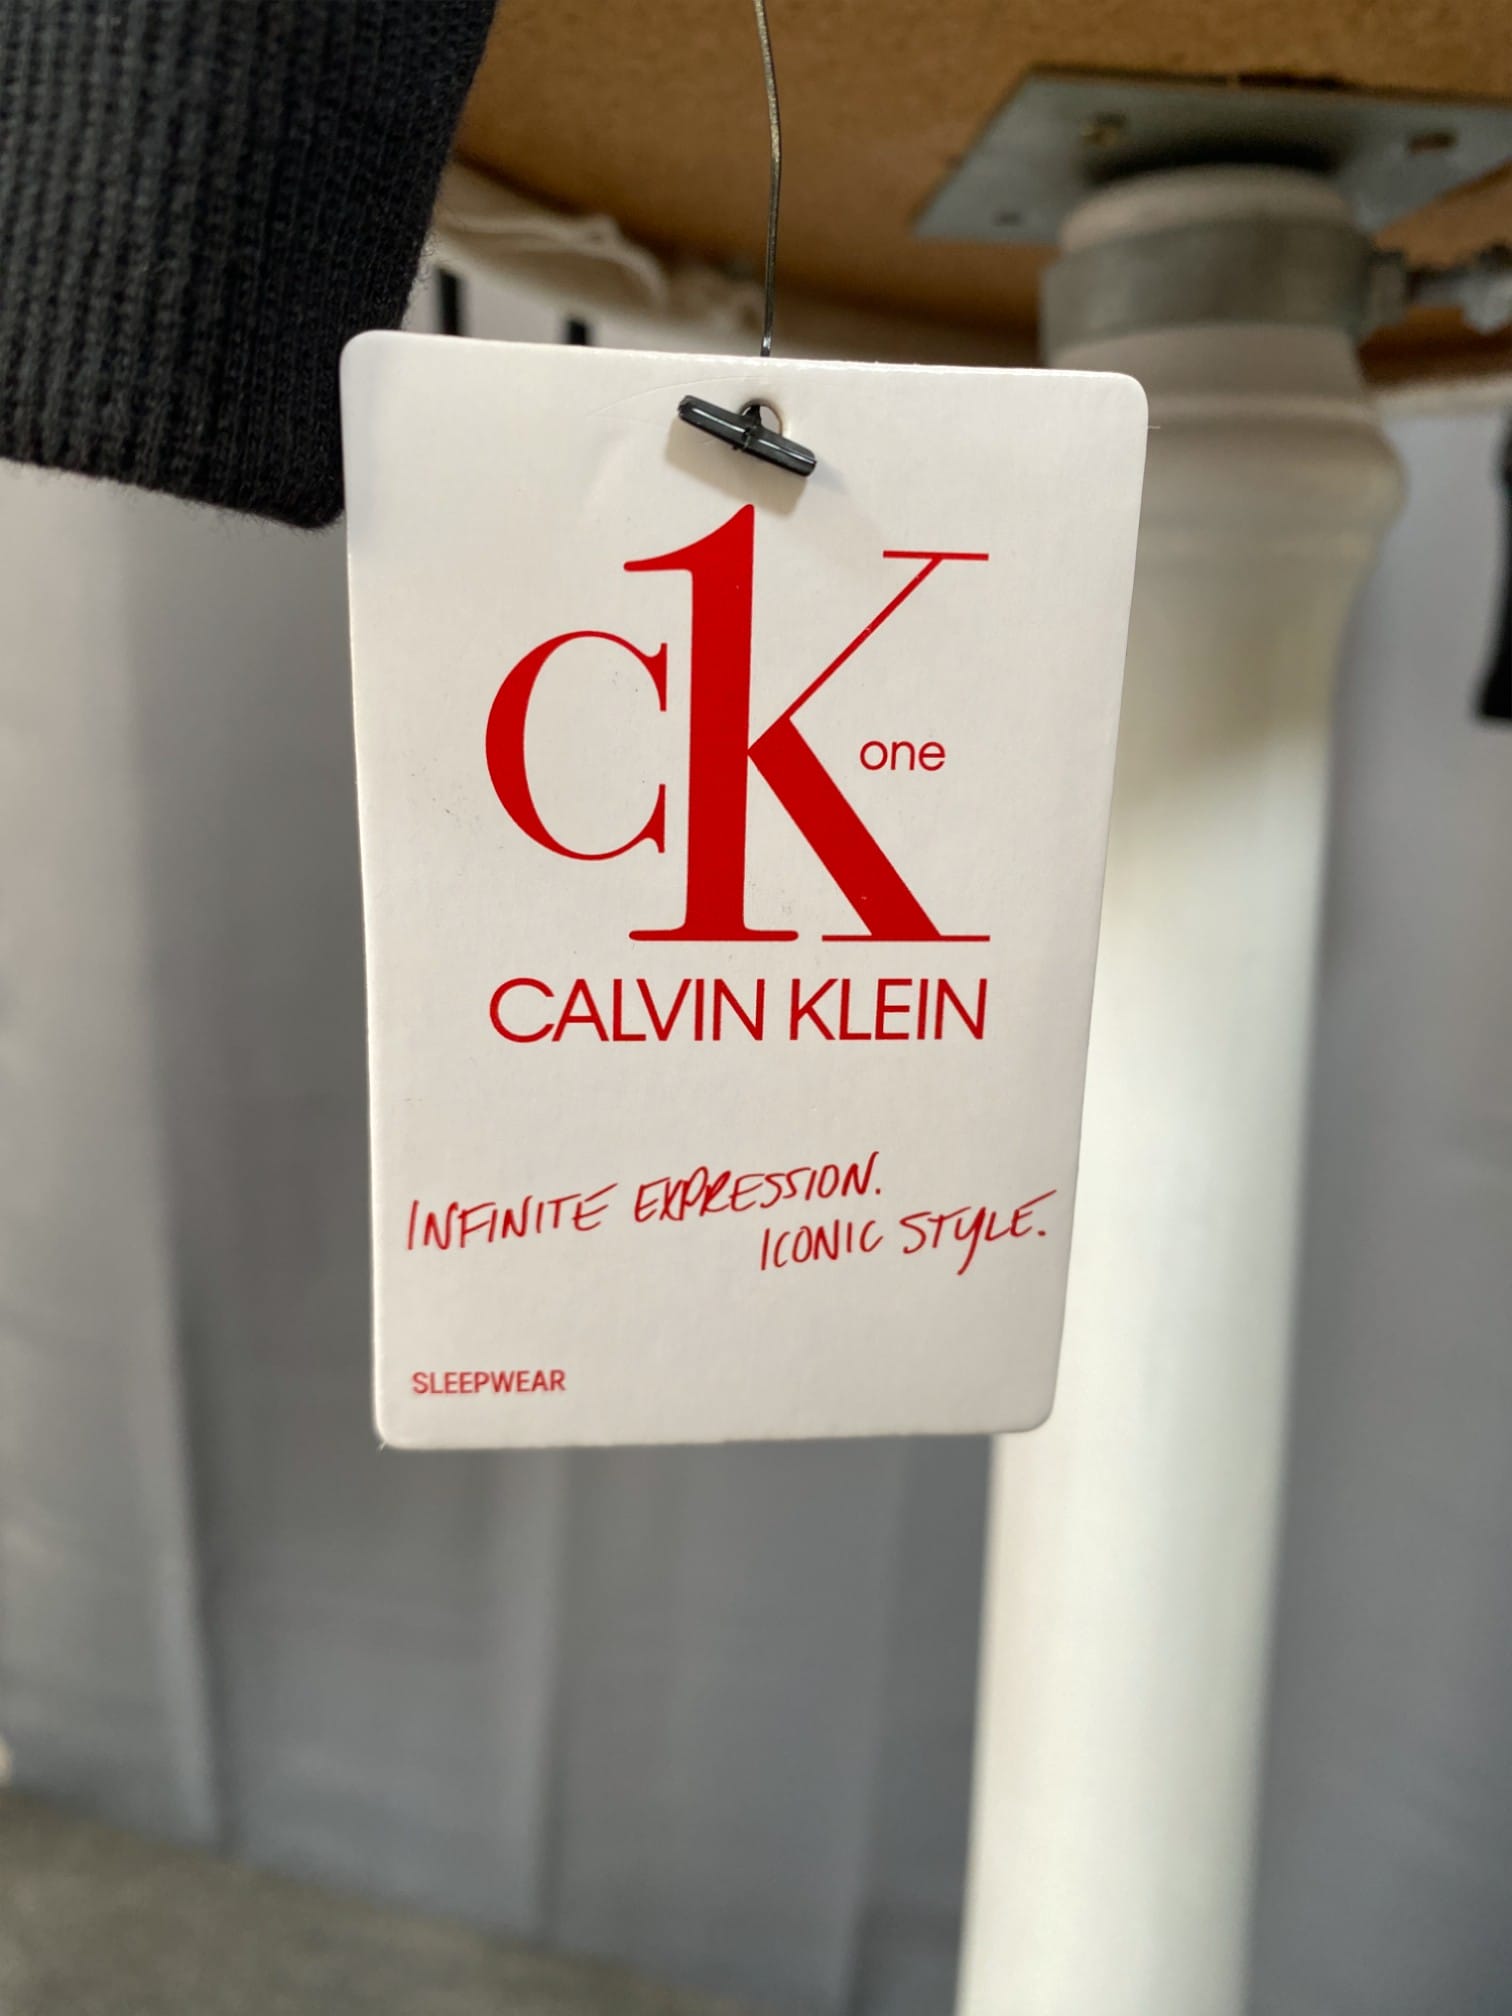 cK
one
CALVIN KLEIN
INFINITE EXPRESSION.
ICONIC STYLE.
SLEEPWEAR